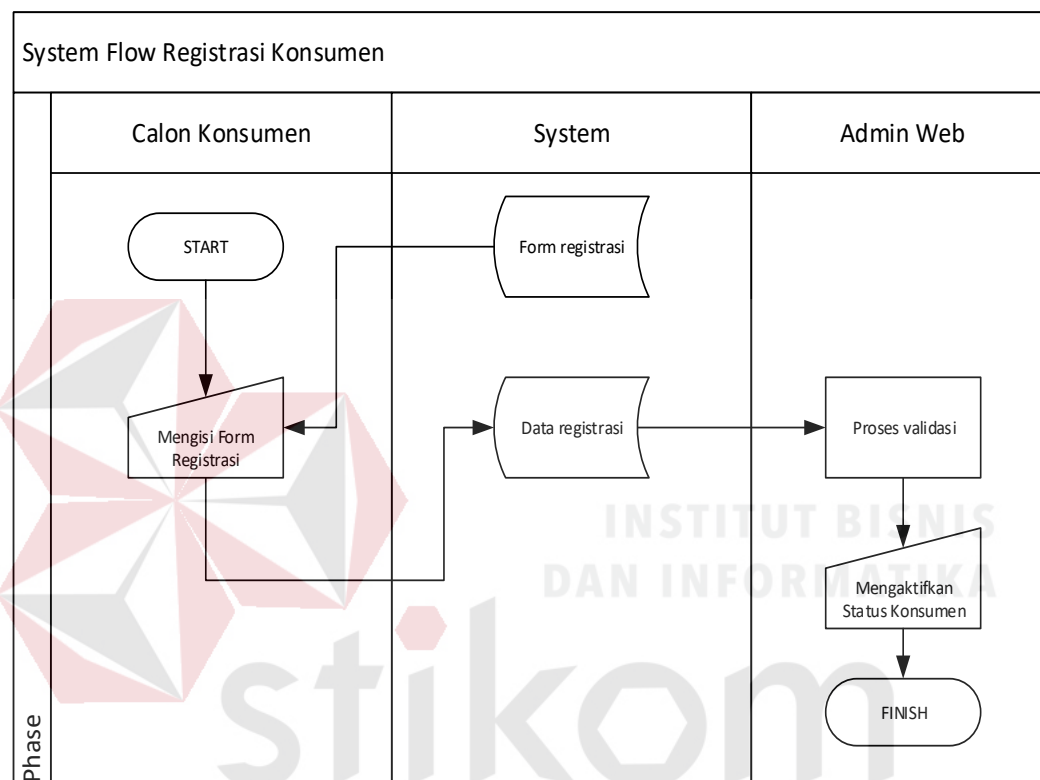 System Flow Registrasi Konsumen
Calon Konsumen
System
Admin Web
START
Form registrasi
Mengisi Form
Registrasi
Data registrasi
Proses validasi
INSTITUT BISNIS
DAN INFORMATIKA
Mengaktifkan
Status Konsumen
stikom
FINISH
Phase